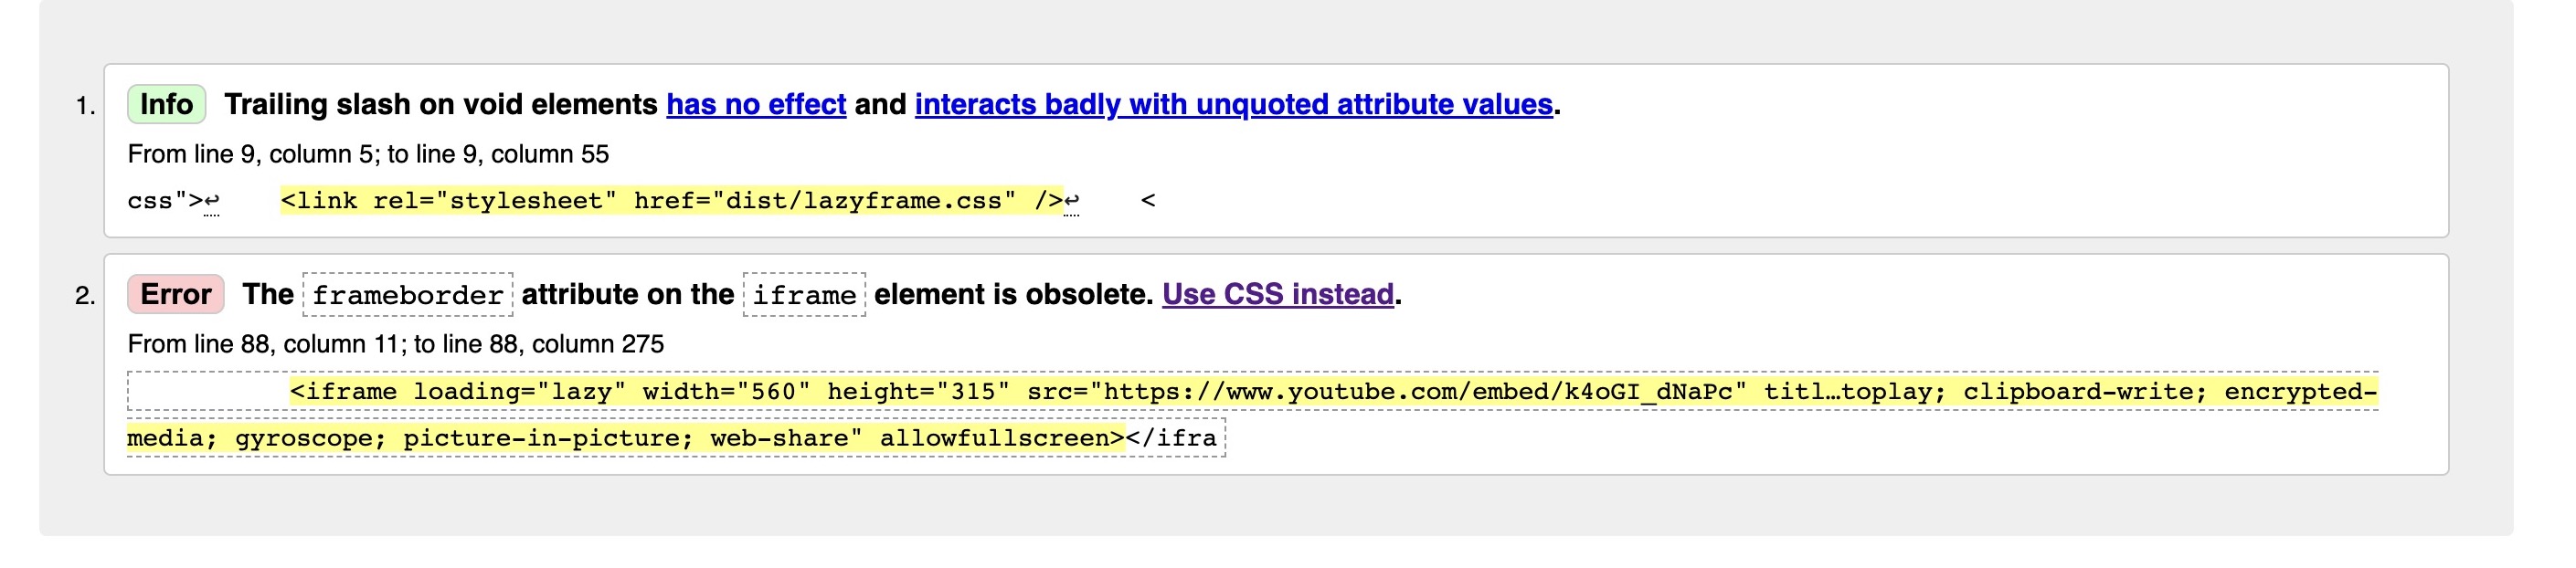 1. Info Trailing slash on void elements has no effect and interacts badly with unquoted attribute values.
From line 9, column 5; to line 9, column 55
css">↩    <link rel="stylesheet" href="dist/lazyframe.css" />↩    <
2. Error The frameborder attribute on the iframe element is obsolete. Use CSS instead.
From line 88, column 11; to line 88, column 275
<iframe loading="lazy" width="560" height="315" src="https://www.youtube.com/embed/k4oGI_dNaPc" titl…toplay; clipboard-write; encrypted-
media; gyroscope; picture-in-picture; web-share" allowfullscreen></ifra